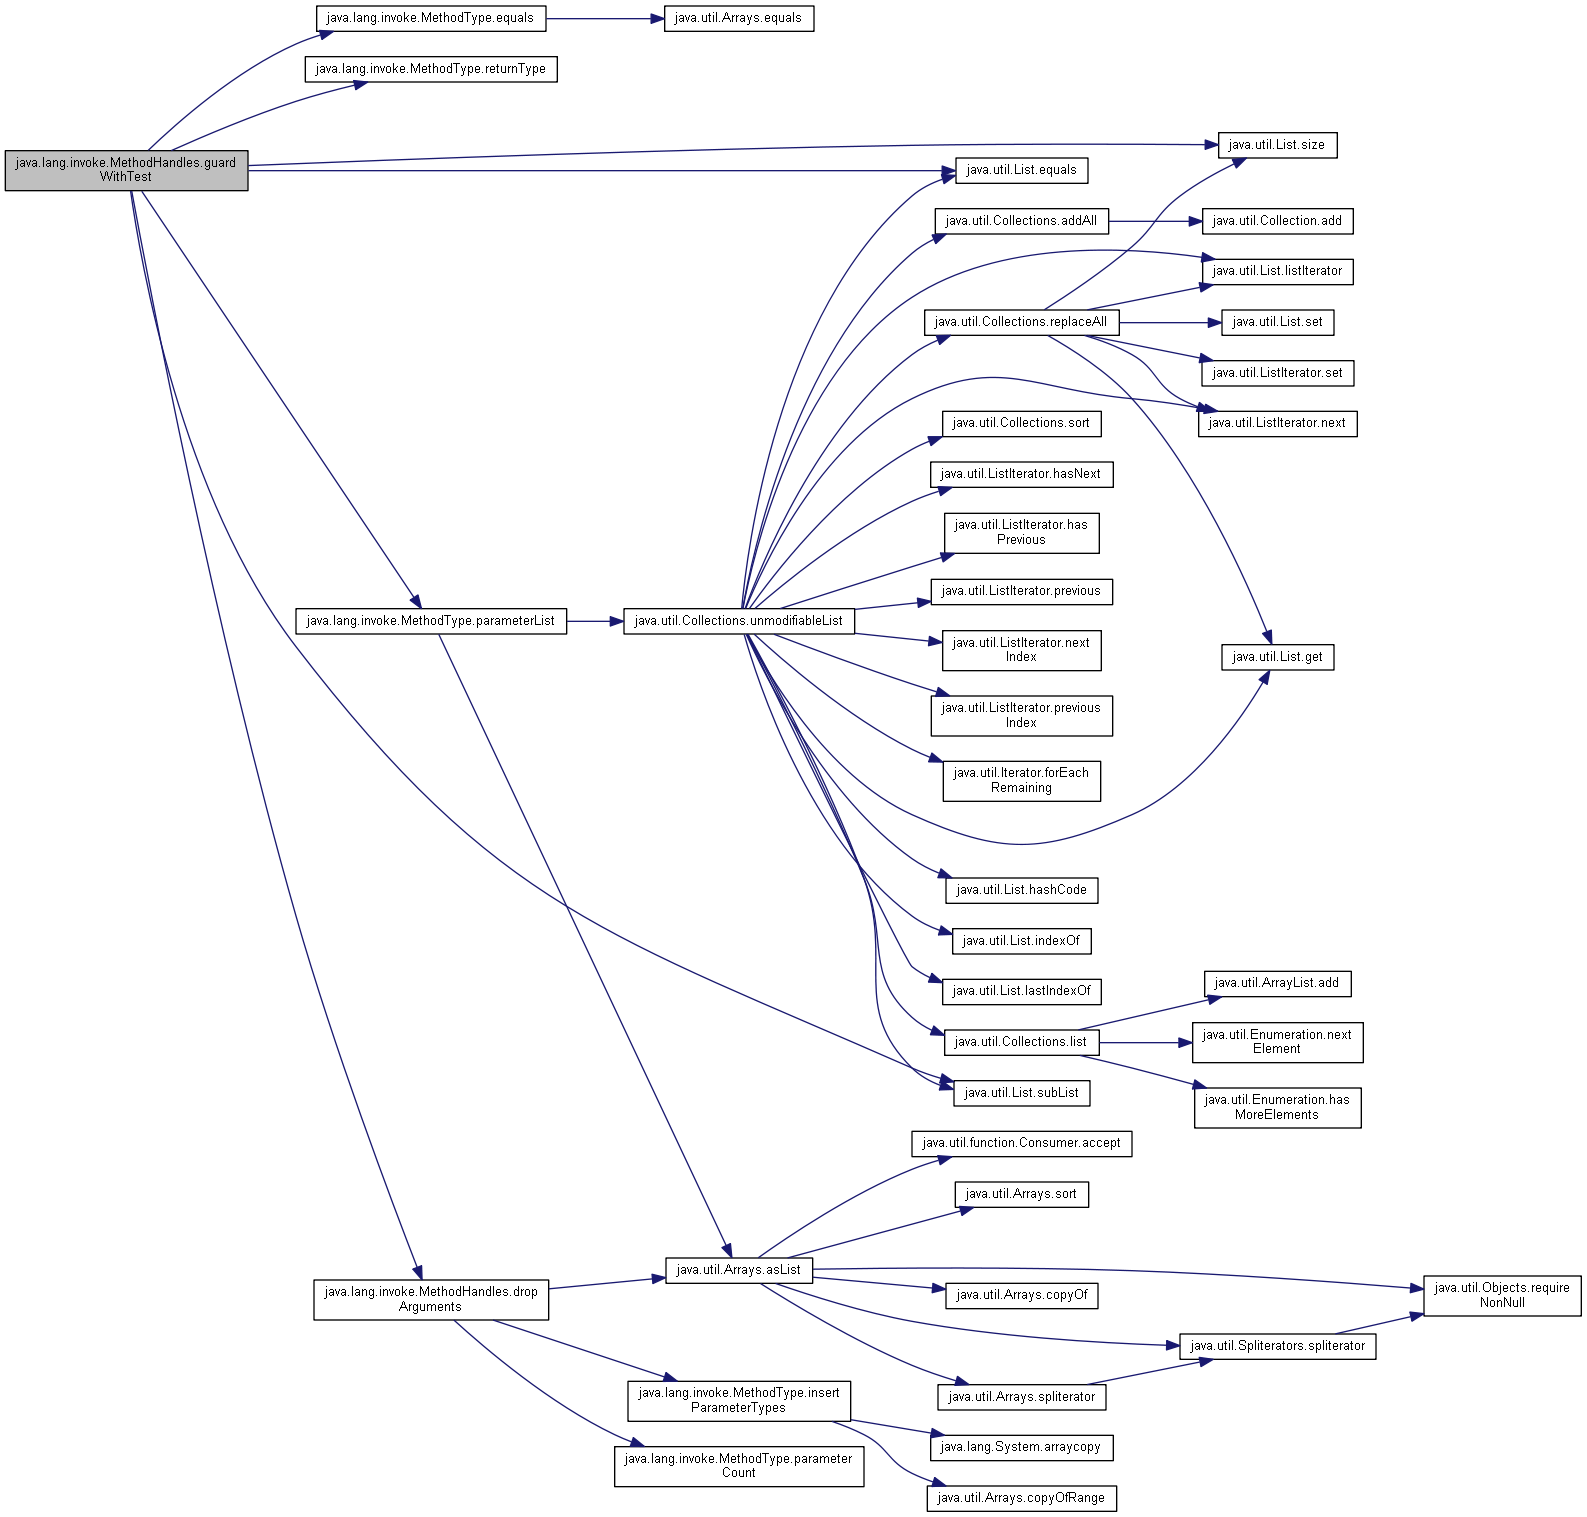 java.lang.invoke.MethodType.equals
java.util.Arrays.equals
java.lang.invoke.MethodType.returnType
java.lang.invoke.MethodHandles.guard
WithTest
java.util.List.size
java.util.List.equals
java.util.Collections.addAll
java.util.Collection.add
java.util.List.listIterator
java.util.Collections.replaceAll
java.util.List.set
java.util.ListIterator.set
java.util.Collections.sort
java.util.ListIterator.next
java.util.ListIterator.hasNext
java.util.ListIterator.has
Previous
java.util.ListIterator.previous
java.lang.invoke.MethodType.parameterList
java.util.Collections.unmodifiableList
java.util.ListIterator.next
Index
java.util.List.get
java.util.ListIterator.previous
Index
java.util.Iterator.forEach
Remaining
java.util.List.hashCode
java.util.List.indexOf
java.util.List.lastIndexOf
java.util.ArrayList.add
java.util.Collections.list
java.util.Enumeration.next
Element
java.util.List.subList
java.util.Enumeration.has
MoreElements
java.util.function.Consumer.accept
java.util.Arrays.sort
java.util.Arrays.asList
java.lang.invoke.MethodHandles.drop
Arguments
java.util.Arrays.copyOf
java.util.Objects.require
NonNull
java.util.Spliterators.spliterator
java.util.Arrays.spliterator
java.lang.invoke.MethodType.insert
ParameterTypes
java.lang.System.arraycopy
java.lang.invoke.MethodType.parameter
Count
java.util.Arrays.copyOfRange